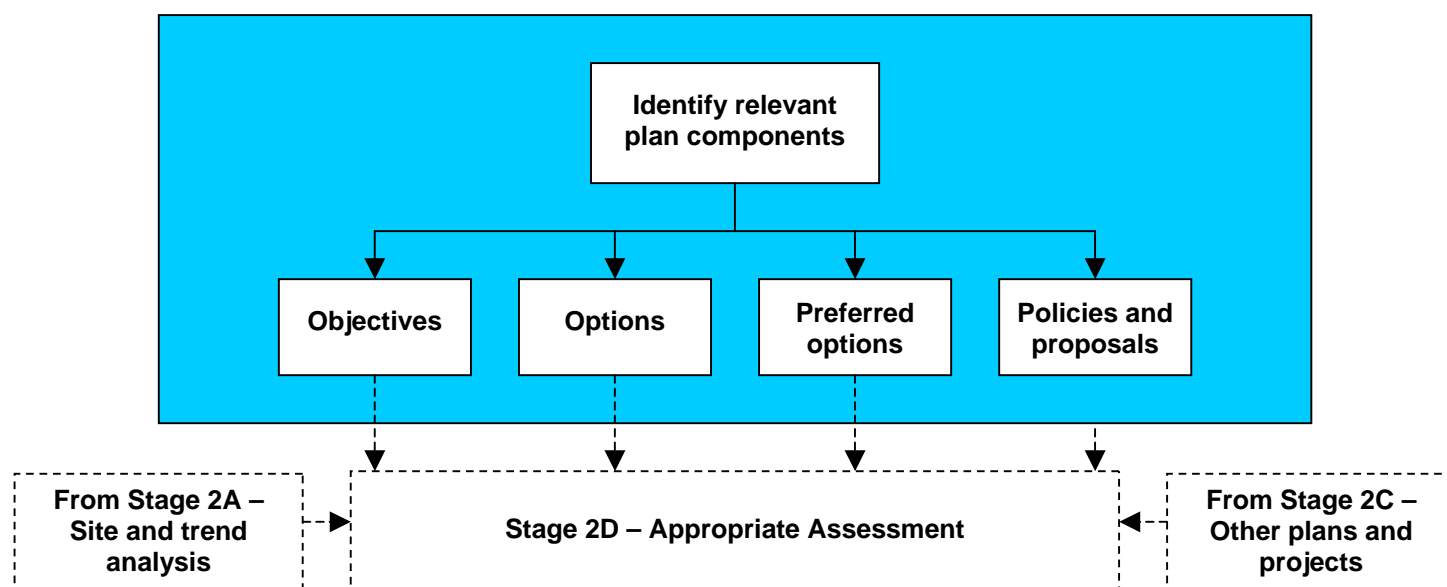 Identify relevant
plan components
Objectives
Options
Preferred
options
Policies and
proposals
From Stage 2A –
Site and trend
analysis
Stage 2D – Appropriate Assessment
From Stage 2C –
Other plans and
projects